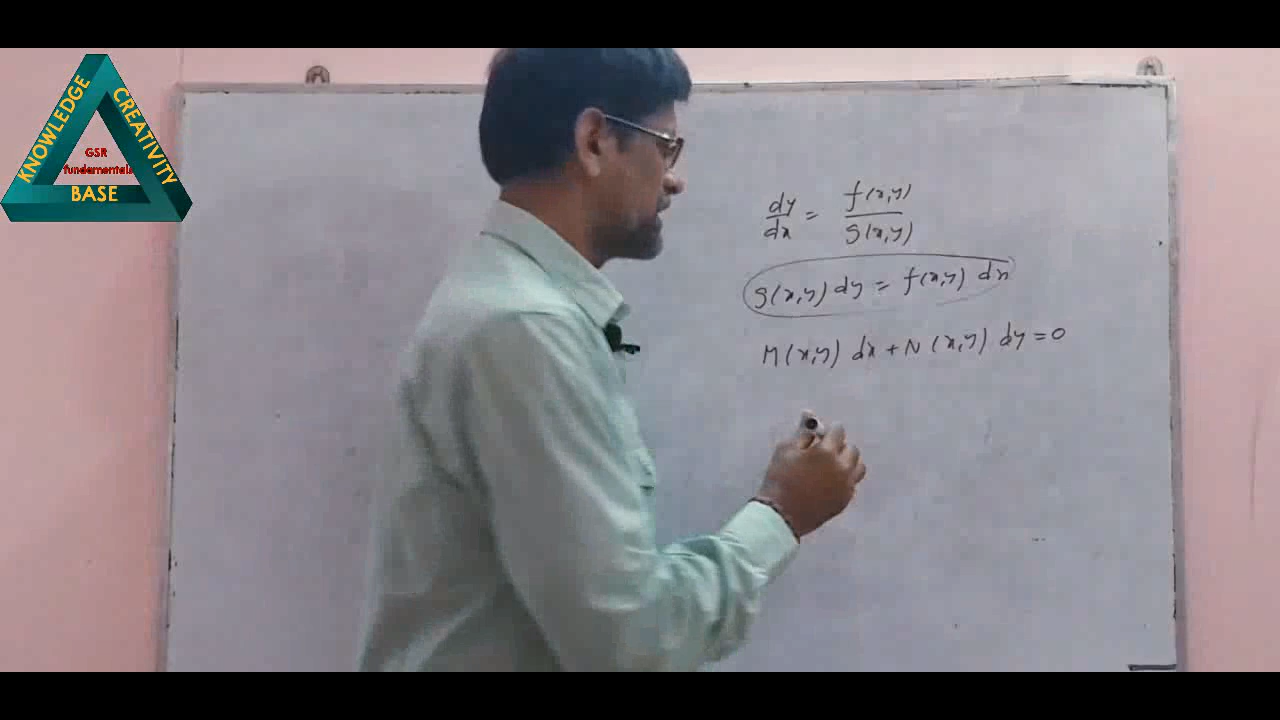 KNOWLEDGE
CREATIVITY
GSR
fundamentals
BASE
dy/dx = f(x,y)/g(x,y)
g(x,y) dy = f(x,y) dx
M(x,y) dx + N(x,y) dy = 0